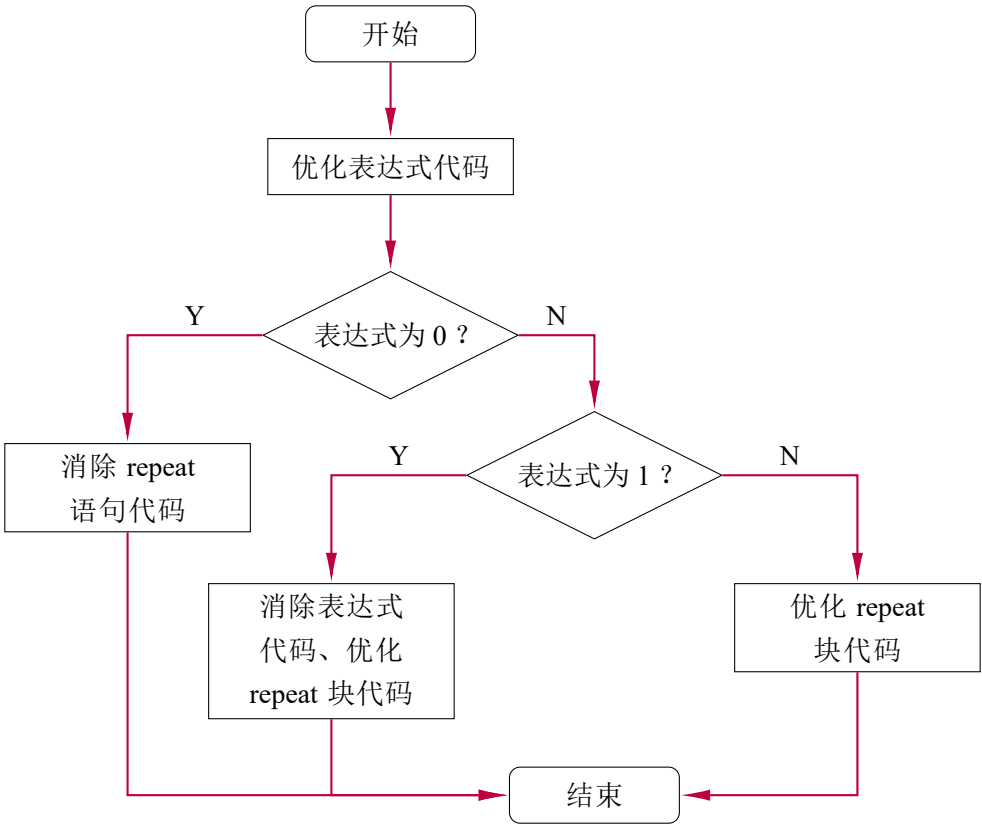 开始
优化表达式代码
Y
N
表达式为 0 ？
消除 repeat
语句代码
Y
N
表达式为 1 ？
消除表达式
代码、优化
repeat 块代码
优化 repeat
块代码
结束